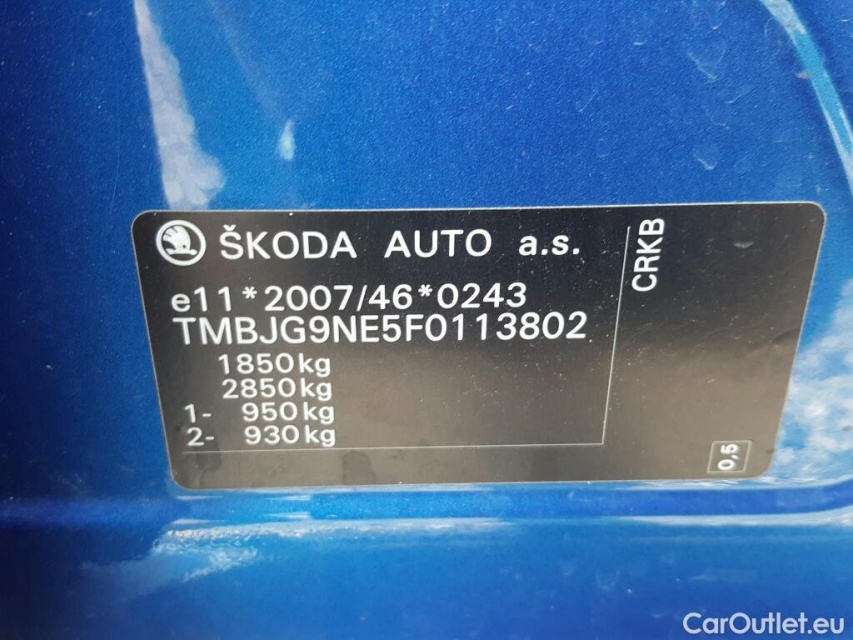 ŠKODA AUTO a.s.
e11*2007/46*0243
TMBJG9NE5F0113802
1850kg
2850kg
1- 950kg
2- 930kg
CRKB
0,5
CarOutlet.eu